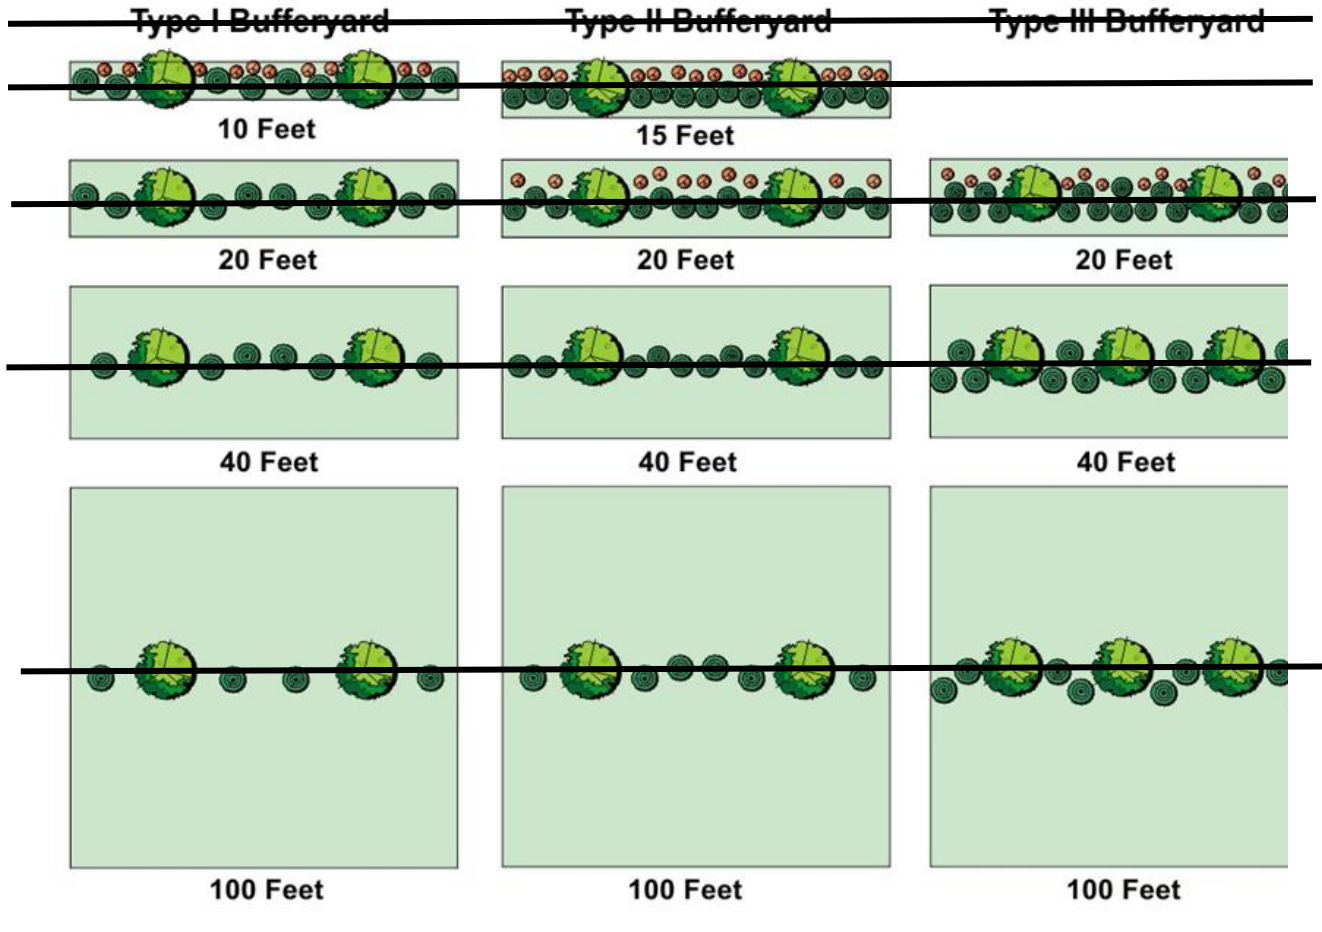 Type I Bufferyard Type II Bufferyard Type III Bufferyard
10 Feet 15 Feet
20 Feet 20 Feet 20 Feet
40 Feet 40 Feet 40 Feet
100 Feet 100 Feet 100 Feet